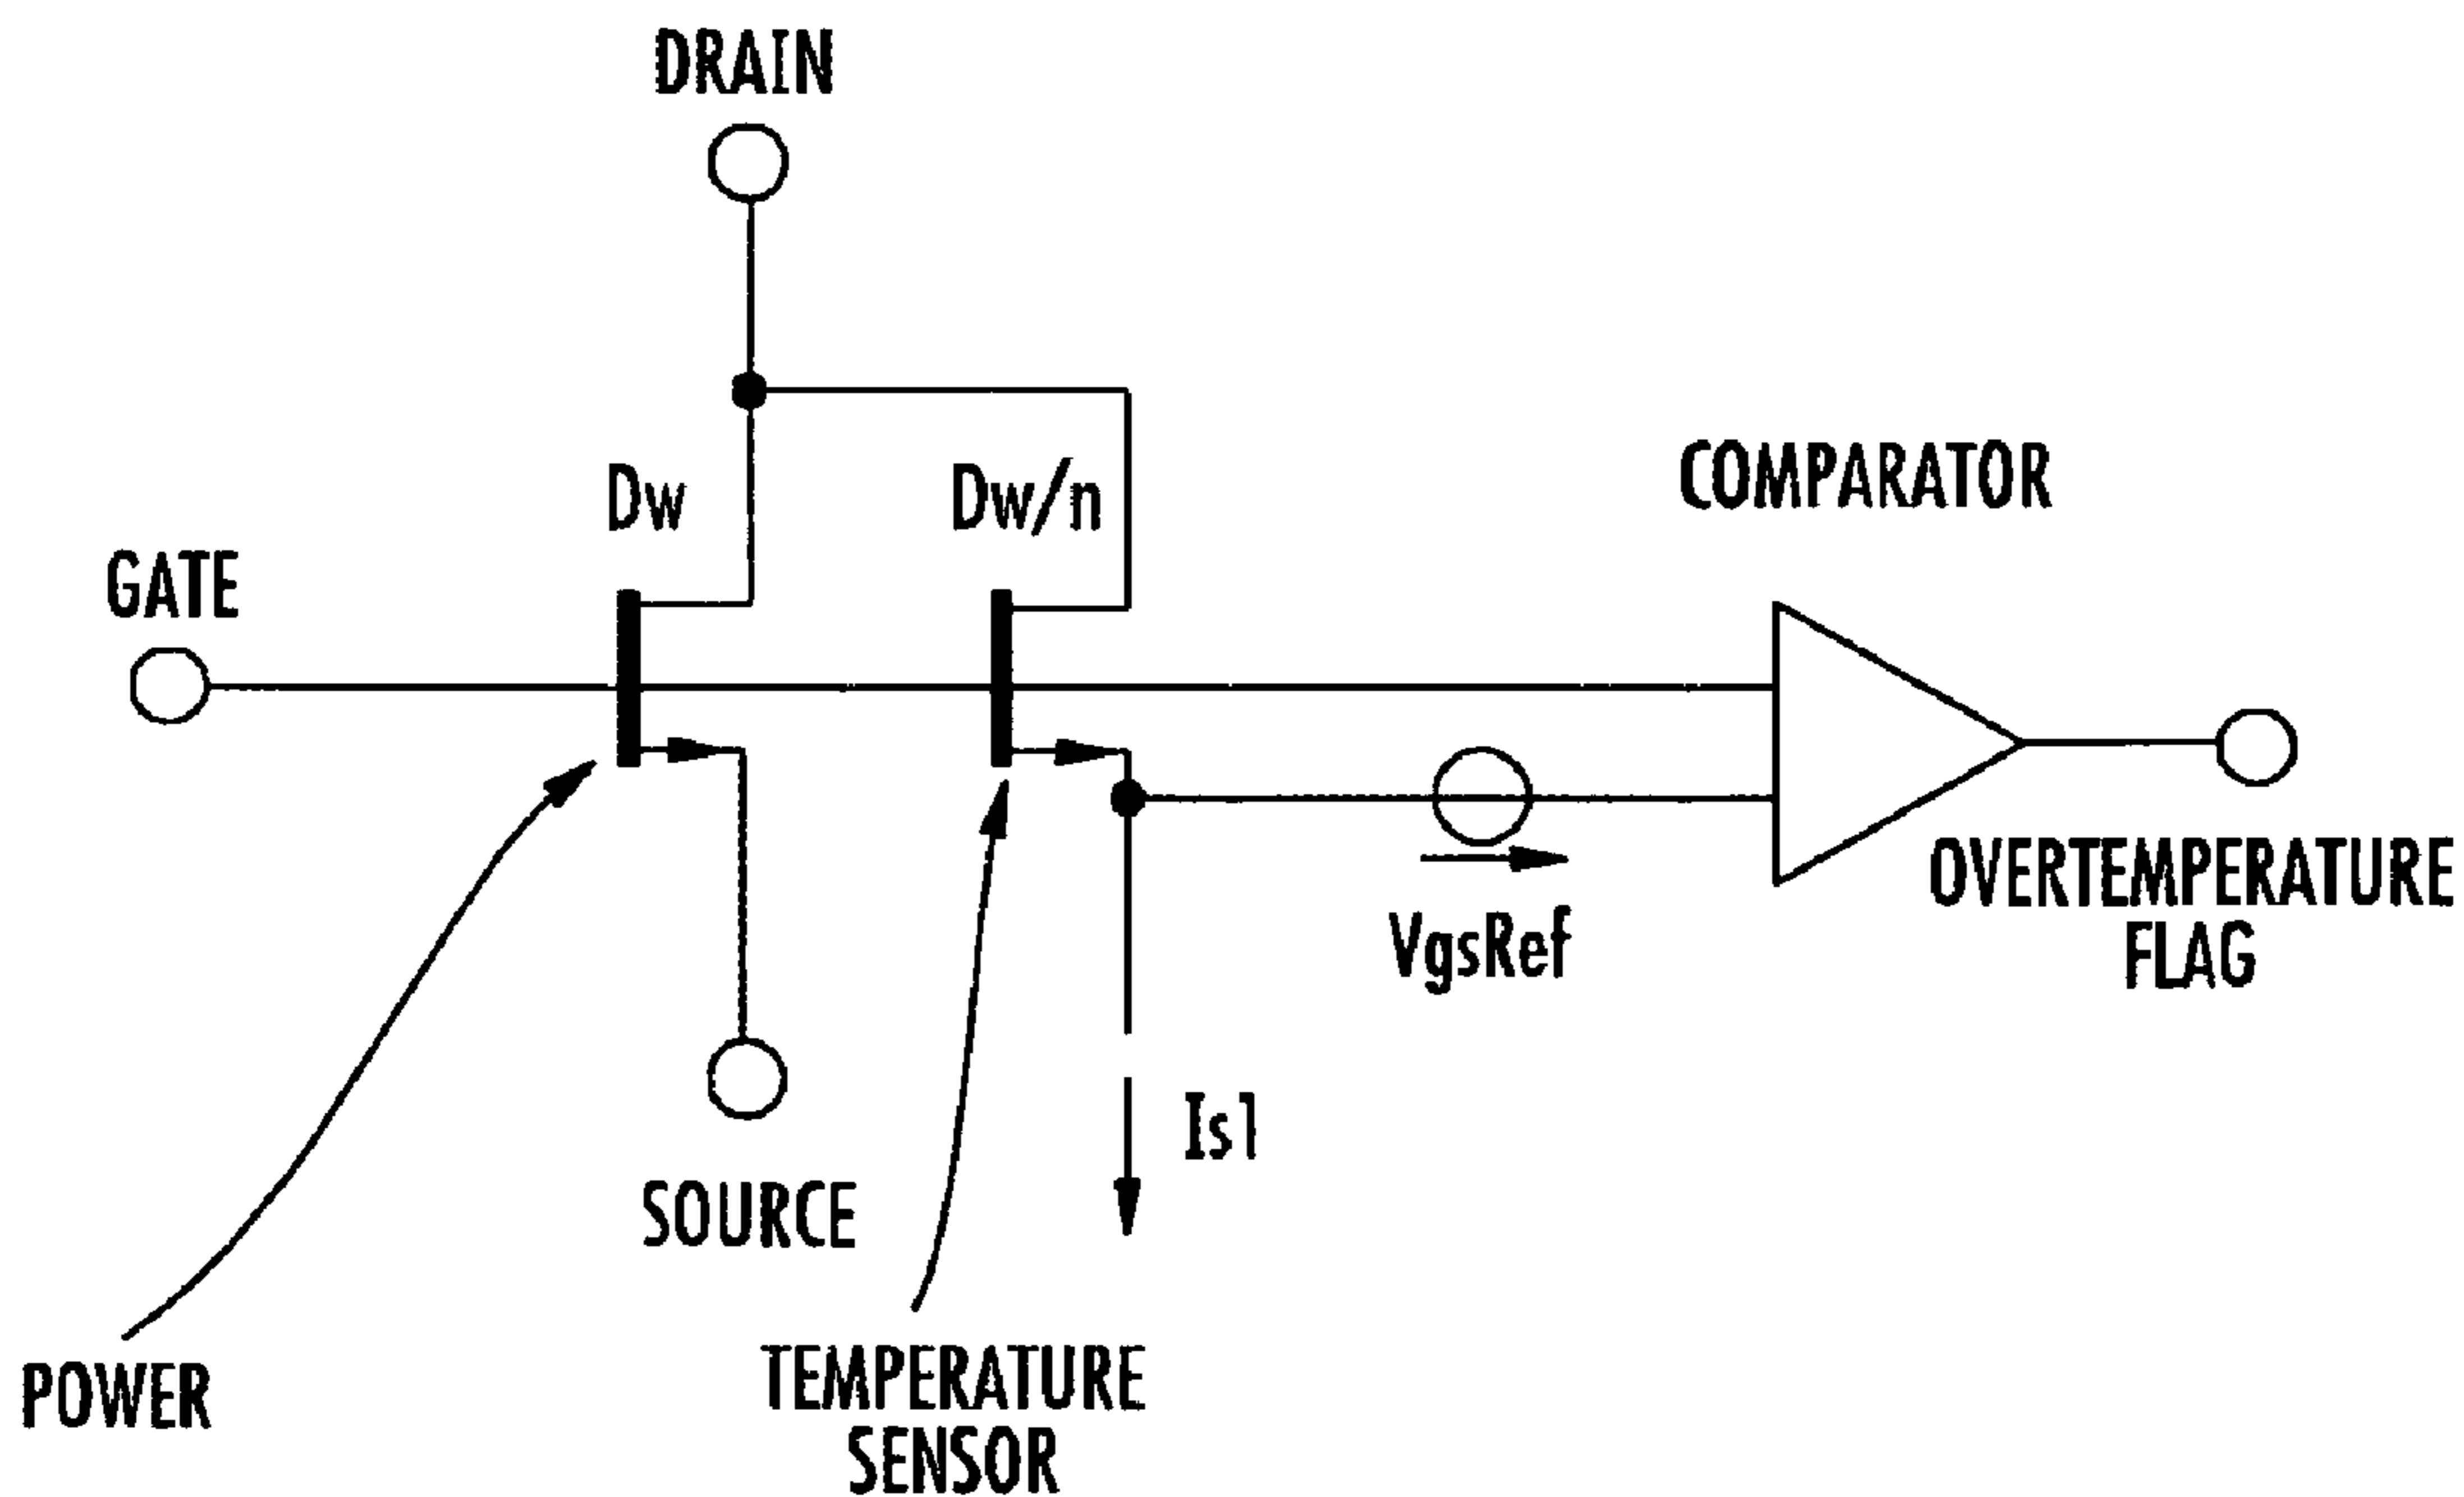 DRAIN
Dw
Dw/n
COMPARATOR
GATE
OVERTEMPERATURE
FLAG
VgsRef
Is1
SOURCE
TEMPERATURE
SENSOR
POWER